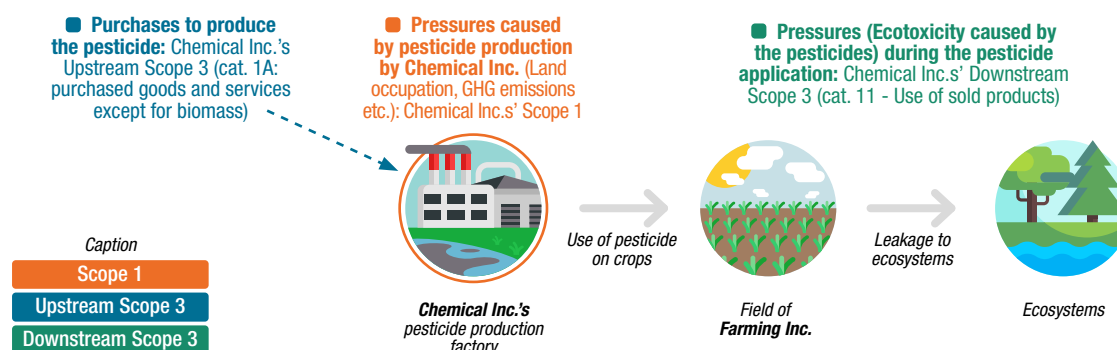 Purchases to produce
the pesticide: Chemical Inc.'s
Upstream Scope 3 (cat. 1A:
purchased goods and services
except for biomass)
Pressures caused
by pesticide production
by Chemical Inc. (Land
occupation, GHG emissions
etc.): Chemical Inc.s' Scope 1
Pressures (Ecotoxicity caused by
the pesticides) during the pesticide
application: Chemical Inc.s' Downstream
Scope 3 (cat. 11 - Use of sold products)
Use of pesticide
on crops
Leakage to
ecosystems
Caption
Scope 1
Upstream Scope 3
Downstream Scope 3
Chemical Inc.'s
pesticide production
factory
Field of
Farming Inc.
Ecosystems